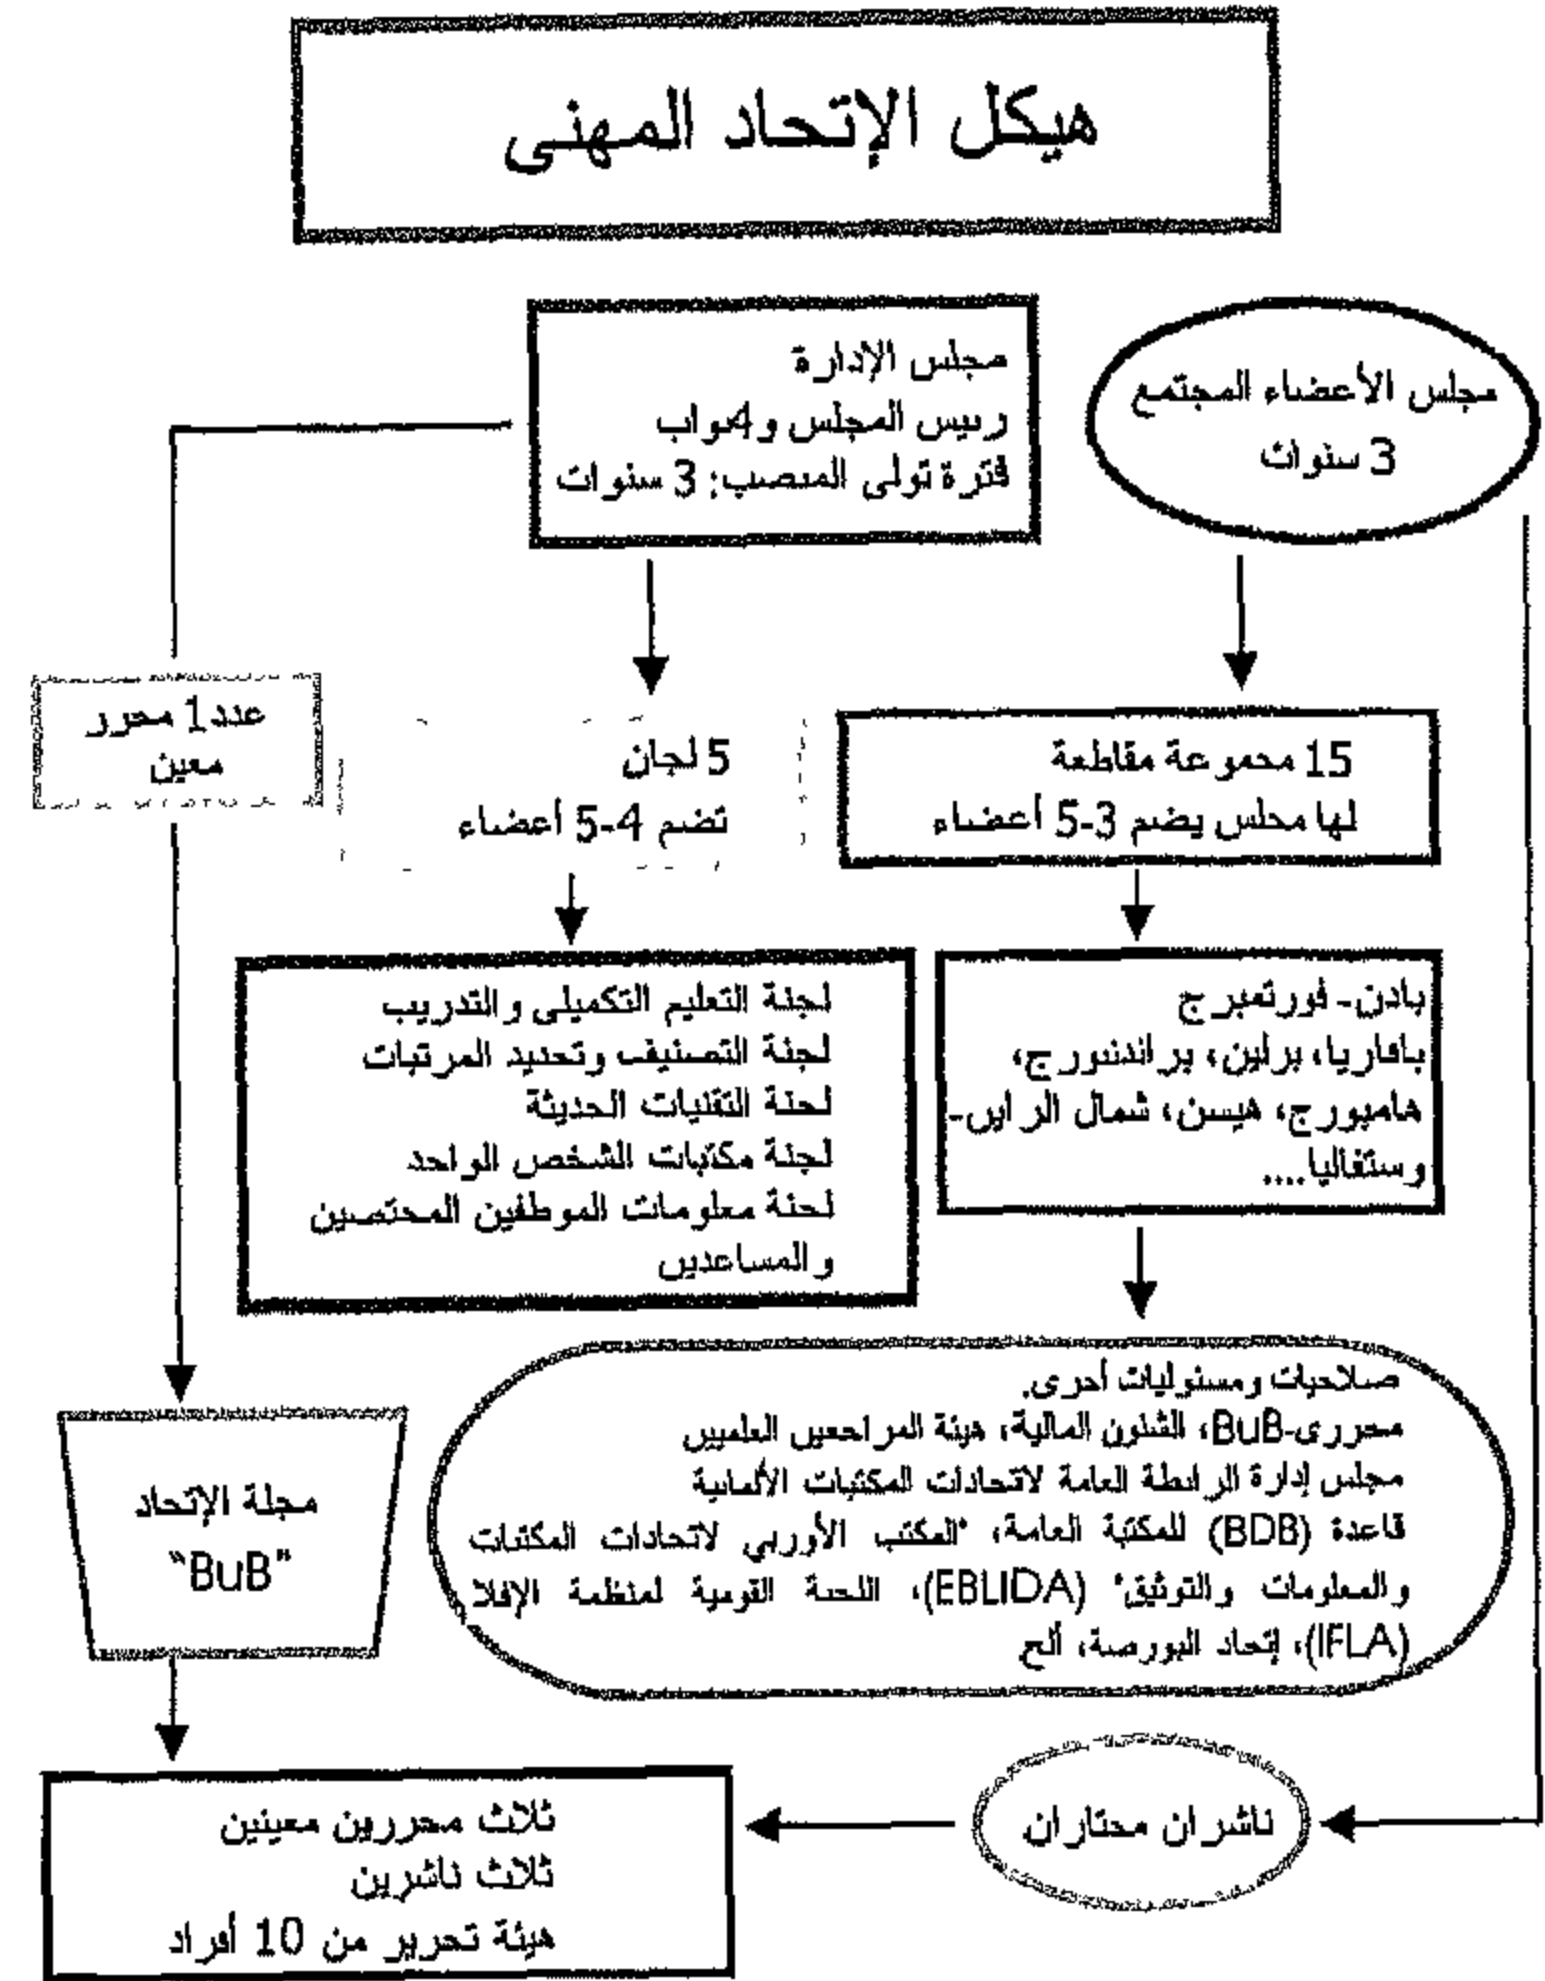 هيكل الإتحاد المهنى
مجلس الأعضاء المجتمع
3 سنوات
مجلس الإدارة
رييس المجلس و4نواب
فترة تولى المنصب: 3 سنوات
عدد1 محرر
معين
5 لجان
تضم 4-5 أعضاء
15 مجموعة مقاطعة
لها مجلس يضم 3-5 أعضاء
لجنة التعليم التكميلى والتدريب
لجنة التصنيف وتحديد المرتبات
لجنة التقنيات الحديثة
لجنة مكتبات الشخص الواحد
لجنة معلومات الموظفين المختصين
والمساعدين
بادن- فورتمبرج
بافاريا، برلين، براندنبورج،
هامبورج، هيسن، شمال الراين-
وستفاليا....
صلاحيات ومسئوليات أخرى.
محررى-BuB، الشئون المالية، هيئة المراجعين العلميين
مجلس إدارة الرابطة العامة لاتحادات المكتبات الألمانية
قاعدة (BDB) للمكتبة العامة، "المكتب الأوربي لاتحادات المكتبات
والمعلومات والتوثيق" (EBLIDA)، اللجنة القومية لمنظمة الإفلا
(IFLA)، إتحاد البورصة، ألخ
مجلة الإتحاد
"BuB"
ناشران مختاران
ثلاث محررين معينين
ثلاث ناشرين
هيئة تحرير من 10 أفراد